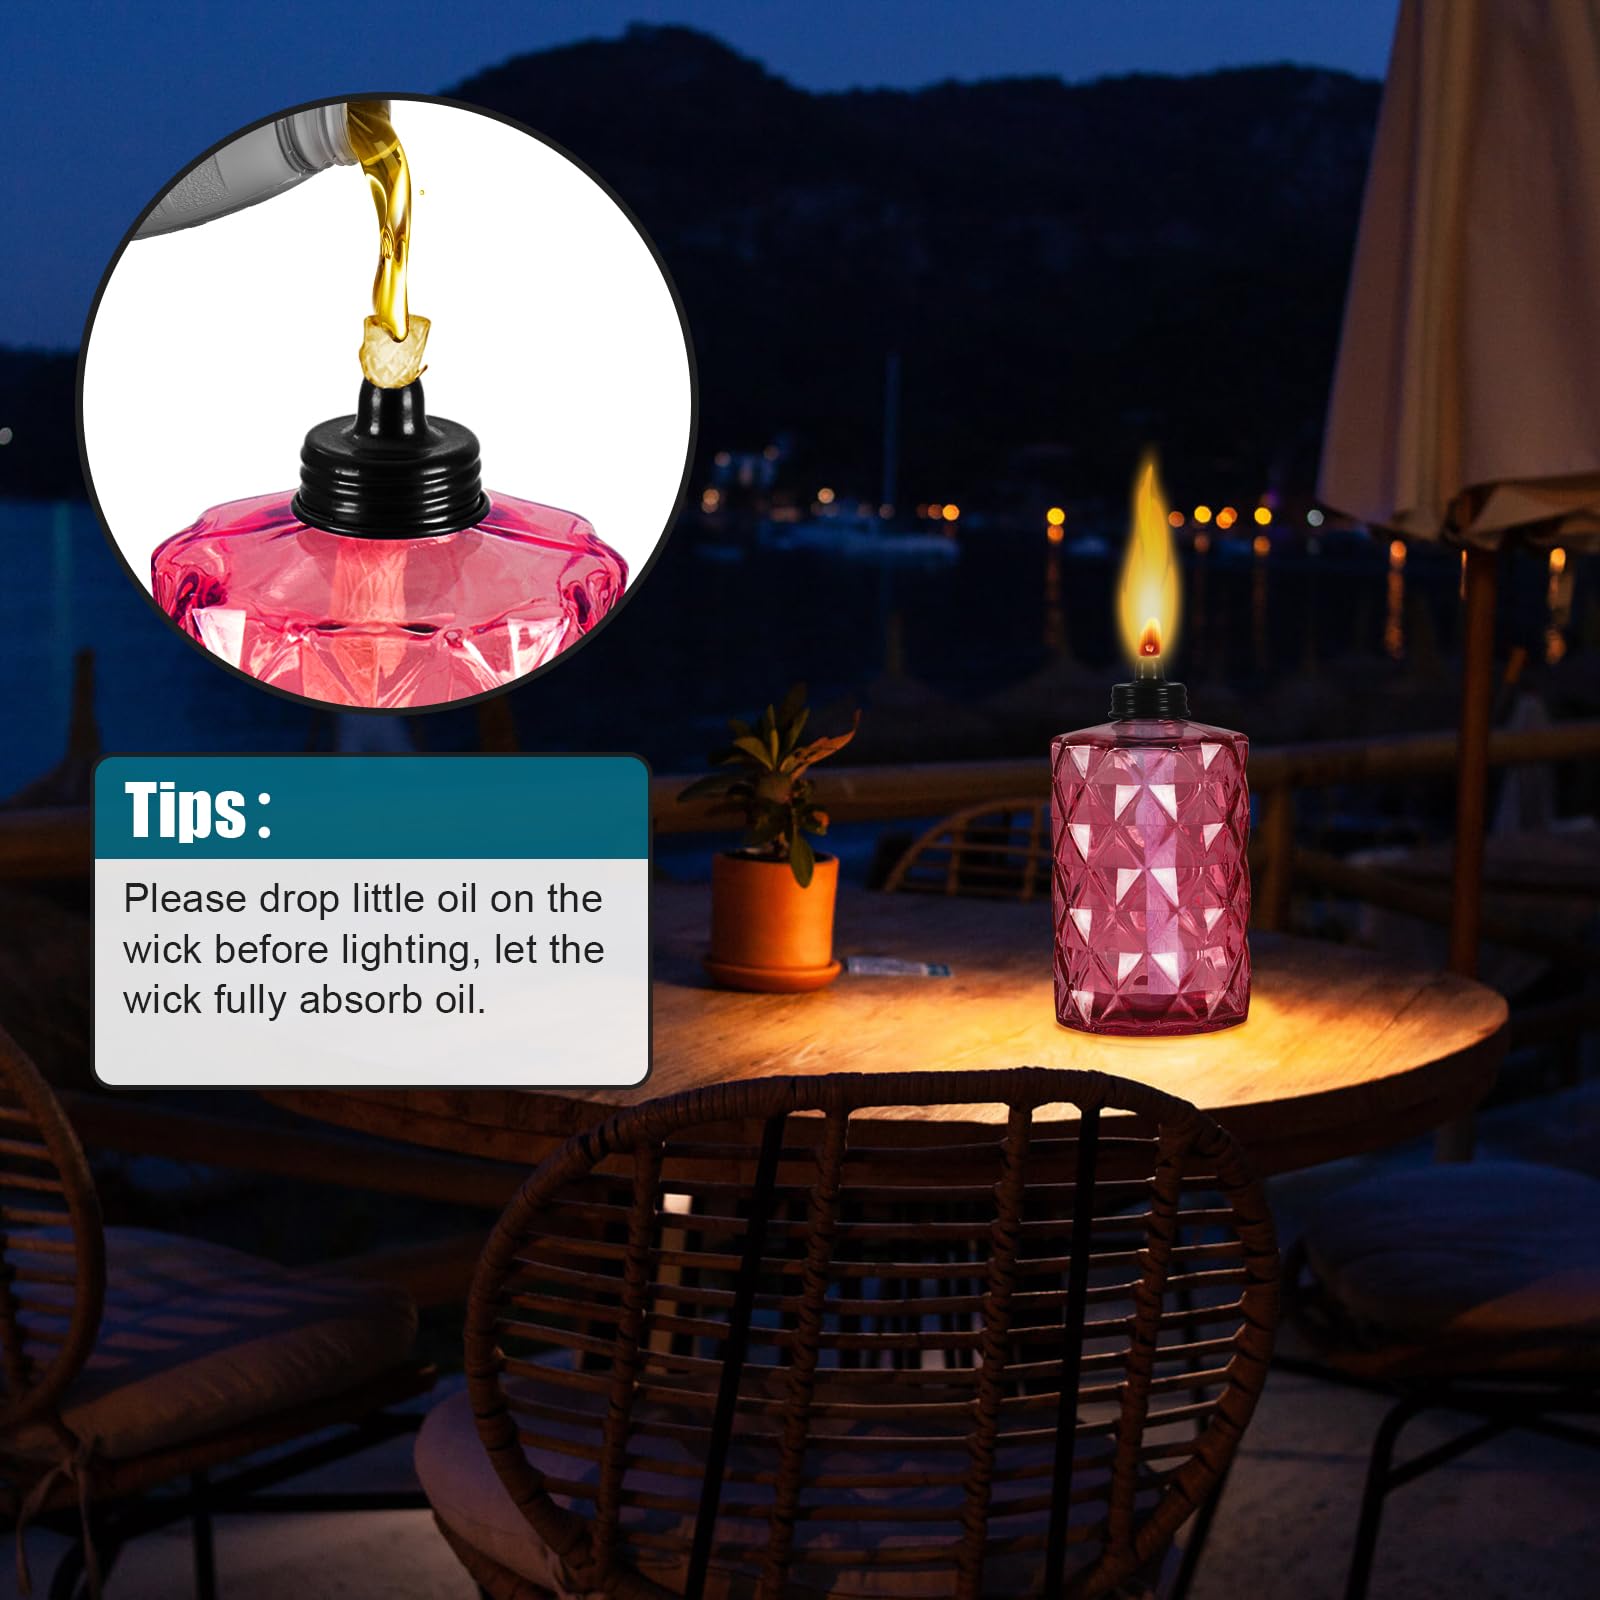 Tips:
Please drop little oil on the
wick before lighting, let the
wick fully absorb oil.